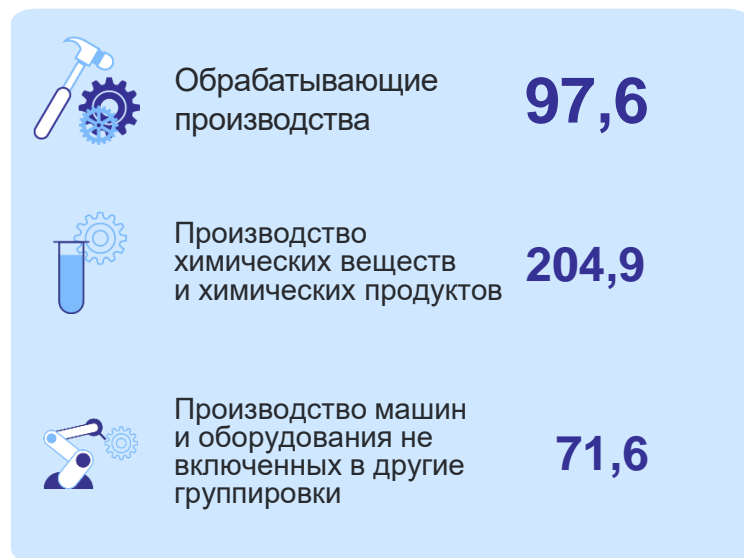 Обрабатывающие
производства
97,6
Производство
химических веществ
и химических продуктов
204,9
Производство машин
и оборудования не
включенных в другие
группировки
71,6